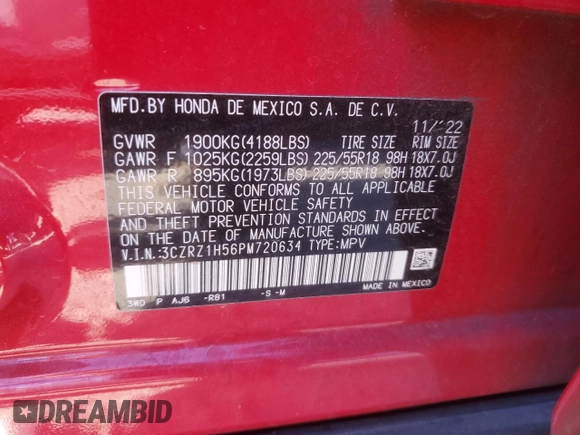 MFD.BY HONDA DE MEXICO S.A. DE C.V.
11/22
GVWR 1900KG(4188LBS) TIRE SIZE RIM SIZE
GAWR F 1025KG(2259LBS) 225/55R18 98H 18X7.0J
GAWR R 895KG(1973LBS) 225/55R18 98H 18X7.0J
THIS VEHICLE CONFORMS TO ALL APPLICABLE
FEDERAL MOTOR VEHICLE SAFETY
AND THEFT PREVENTION STANDARDS IN EFFECT
ON THE DATE OF MANUFACTURE SHOWN ABOVE.
V.I.N.:3CZRZ1H56PM720634 TYPE:MPV
3WO P AJ6 -R81 -S -M
MADE IN MEXICO
DREAMBID